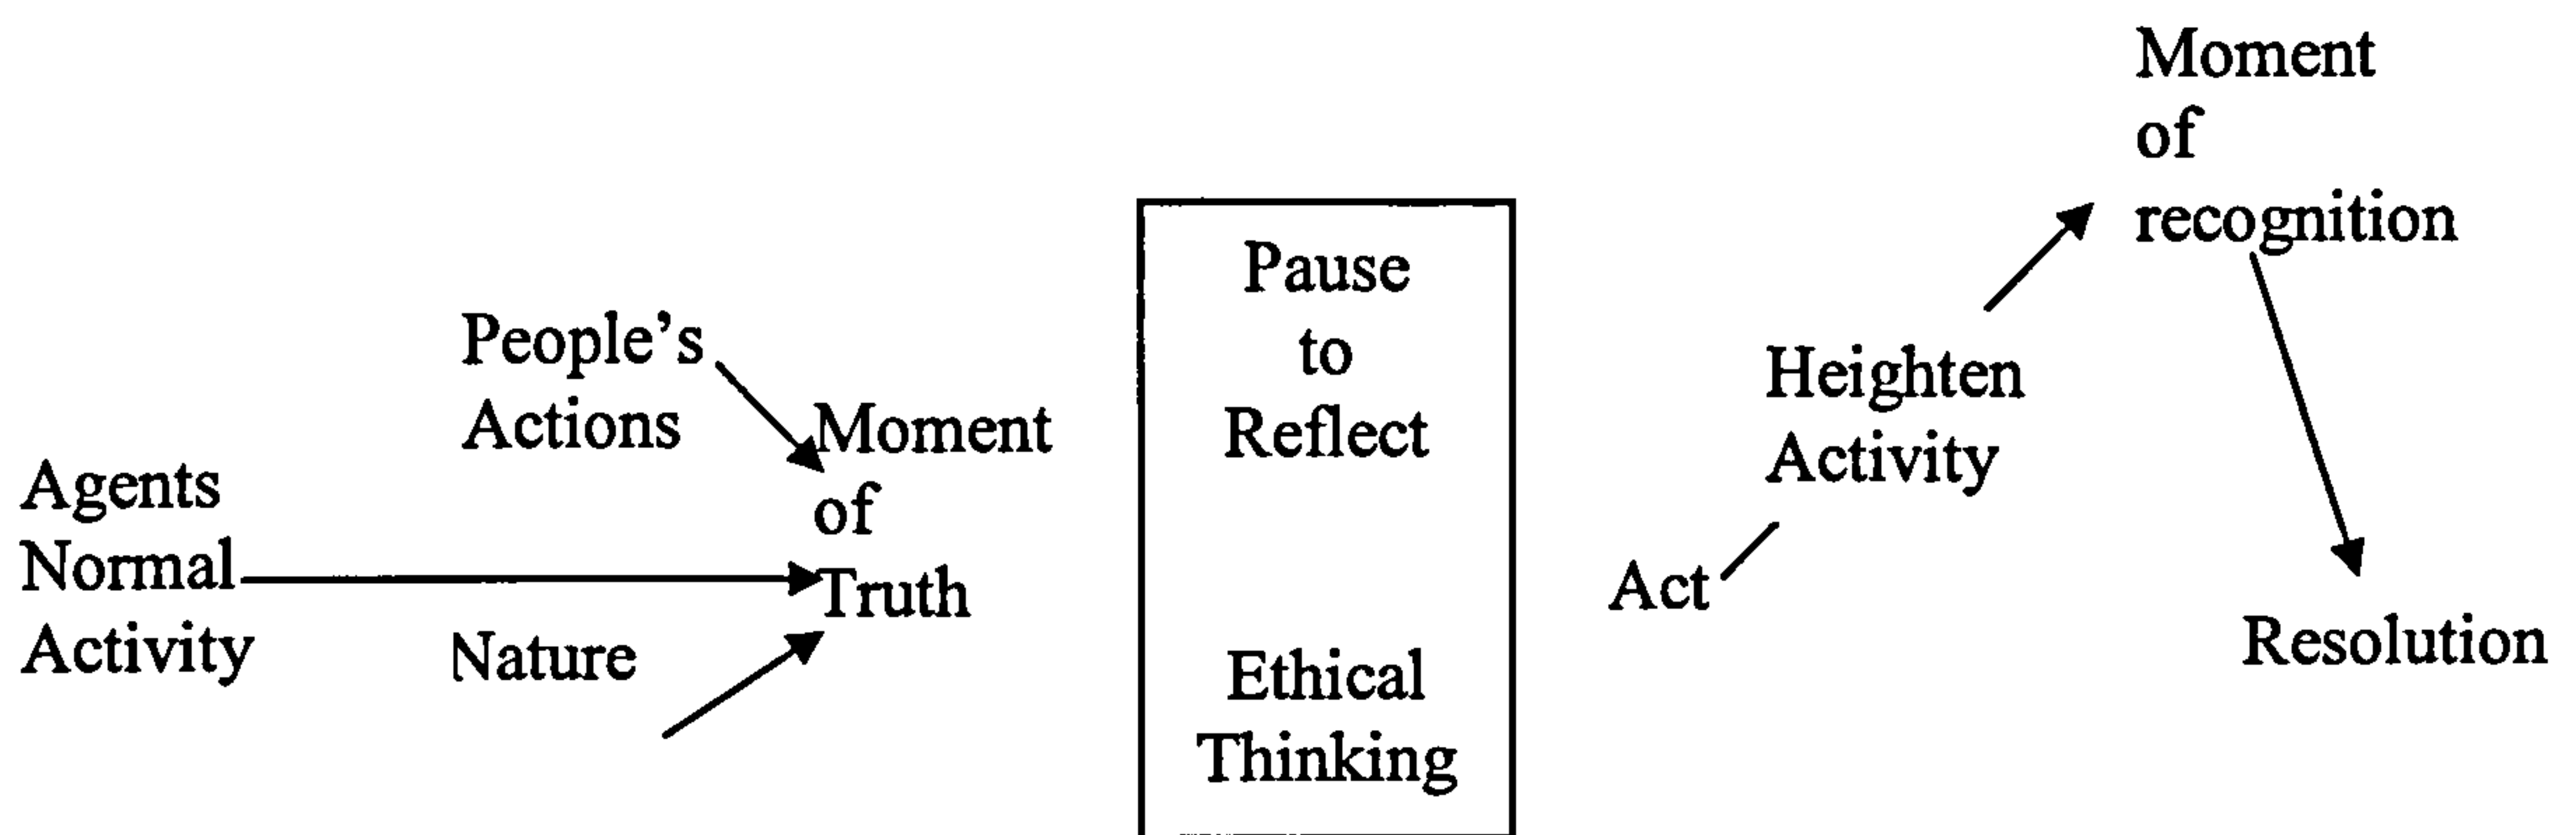 Agents
Normal
Activity
People's
Actions
Nature
Moment
of
Truth
Pause
to
Reflect
Ethical
Thinking
Act
Heighten
Activity
Moment
of
recognition
Resolution